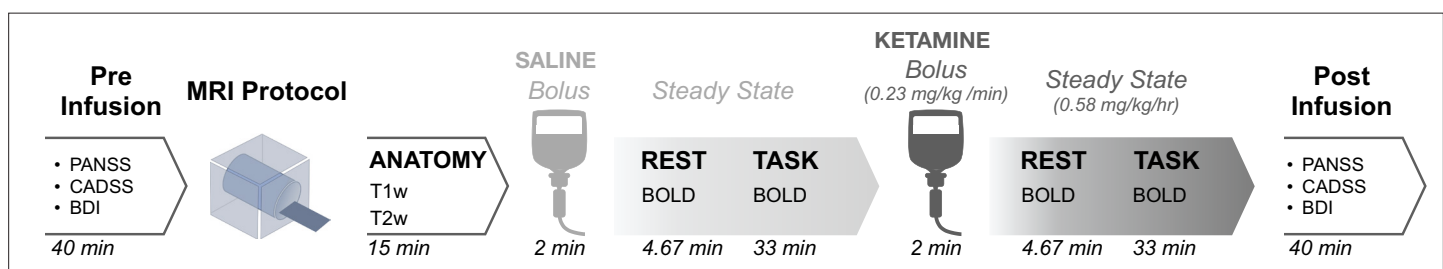 Pre
Infusion
• PANSS
• CADSS
• BDI
40 min
MRI Protocol
ANATOMY
T1w
T2w
15 min
SALINE
Bolus
2 min
Steady State
REST TASK
BOLD BOLD
4.67 min 33 min
KETAMINE
Bolus
(0.23 mg/kg /min)
2 min
Steady State
(0.58 mg/kg/hr)
REST TASK
BOLD BOLD
4.67 min 33 min
Post
Infusion
• PANSS
• CADSS
• BDI
40 min